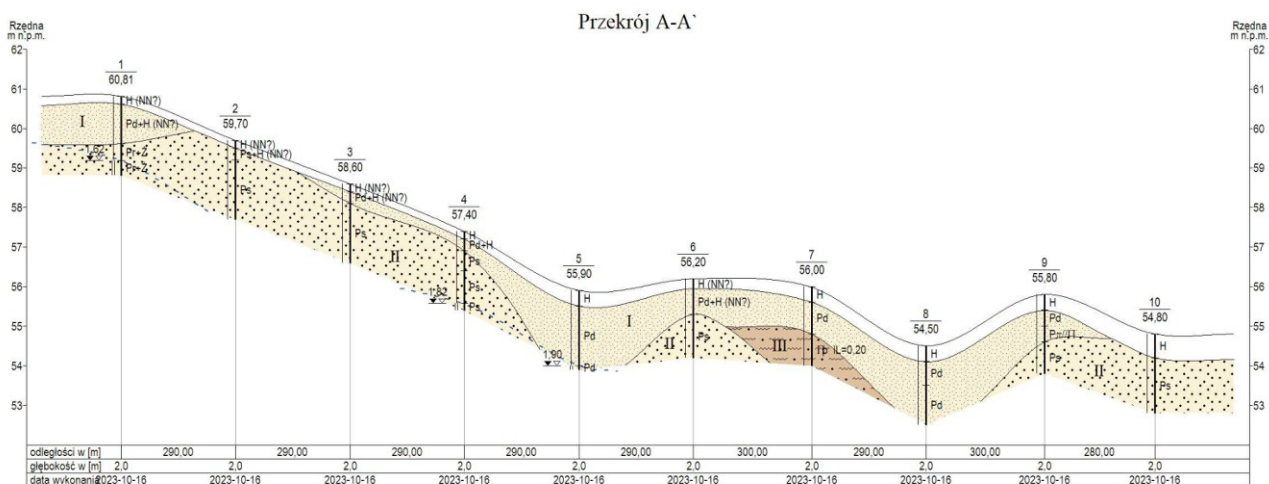 Przekrój A-A`
Rzędna
m n.p.m.
Rzędna
m n.p.m.
62
61
60
59
58
57
56
55
54
53
62
61
60
59
58
57
56
55
54
53
1
60,81
H (NN?)
Pd+H (NN?)
I
1,62
Pr+Z
Pr+Z
2
59,70
H (NN?)
Ps+H (NN?)
Ps
3
58,60
H (NN?)
Pd+H (NN?)
Ps
II
4
57,40
H
Pd+H
Ps
Ps
1,82
Ps
5
55,90
H
Pd
1,90
Pd
I
6
56,20
H (NN?)
Pd+H (NN?)
II
Ps
7
56,00
H
Pd
III
Πp IL=0,20
8
54,50
H
Pd
Pd
9
55,80
H
Pd
Pπ//Π
Ps
II
10
54,80
H
Ps
odległości w [m] 290,00 290,00 290,00 290,00 290,00 300,00 290,00 300,00 280,00
głębokość w [m] 2,0 2,0 2,0 2,0 2,0 2,0 2,0 2,0 2,0 2,0
data wykonania 2023-10-16 2023-10-16 2023-10-16 2023-10-16 2023-10-16 2023-10-16 2023-10-16 2023-10-16 2023-10-16 2023-10-16